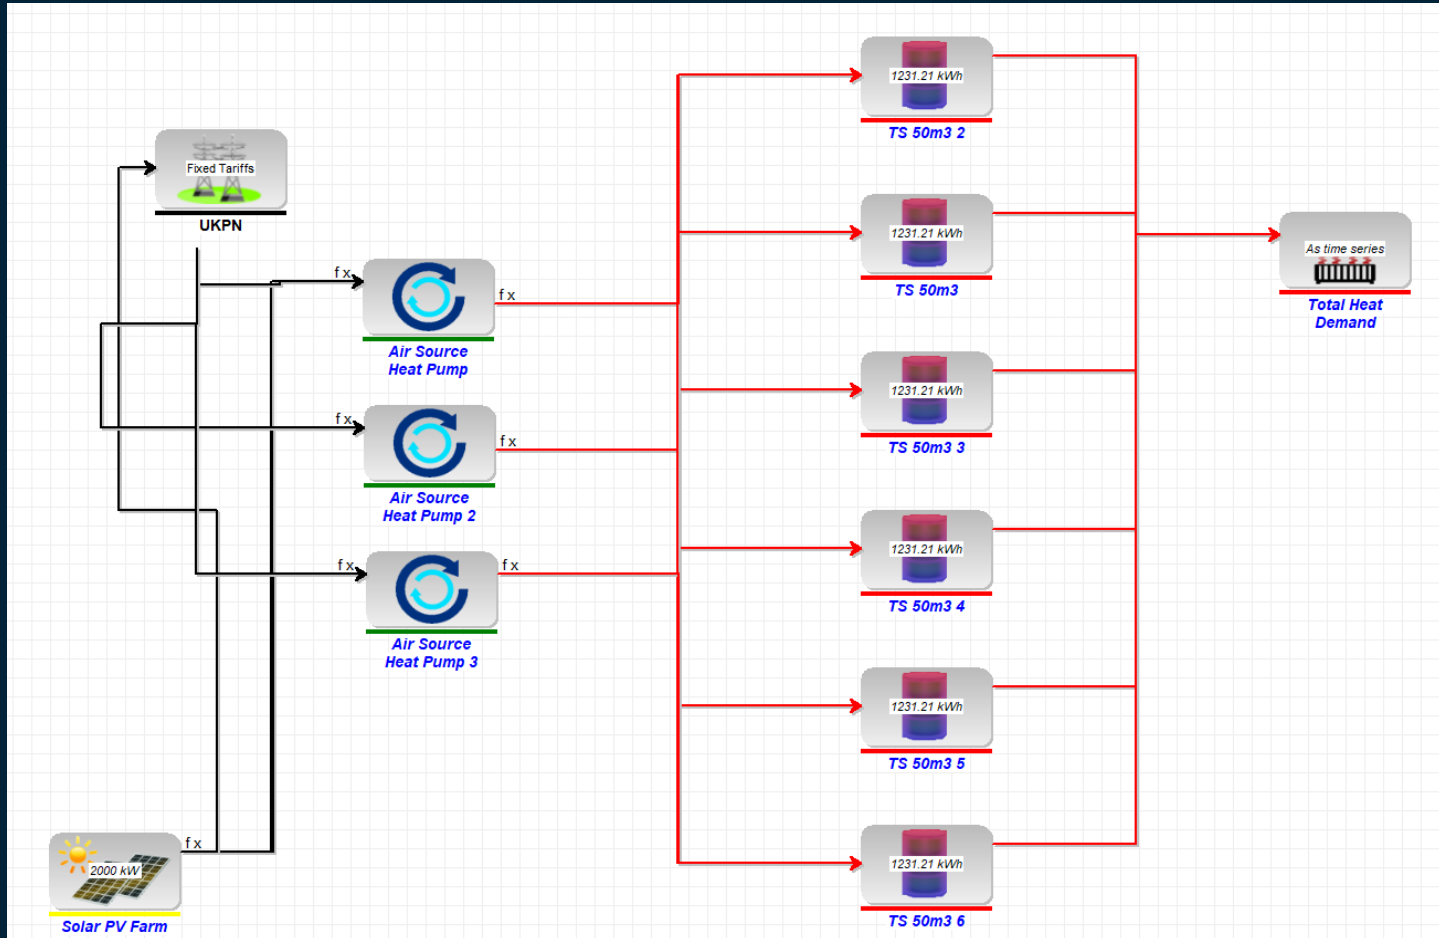 1231.21 kWh
TS 50m3 2
Fixed Tariffs
UKPN
1231.21 kWh
TS 50m3
As time series
Total Heat
Demand
f x
f x
Air Source
Heat Pump
1231.21 kWh
TS 50m3 3
f x
f x
Air Source
Heat Pump 2
1231.21 kWh
TS 50m3 4
f x
f x
Air Source
Heat Pump 3
1231.21 kWh
TS 50m3 5
f x
2000 kW
Solar PV Farm
1231.21 kWh
TS 50m3 6